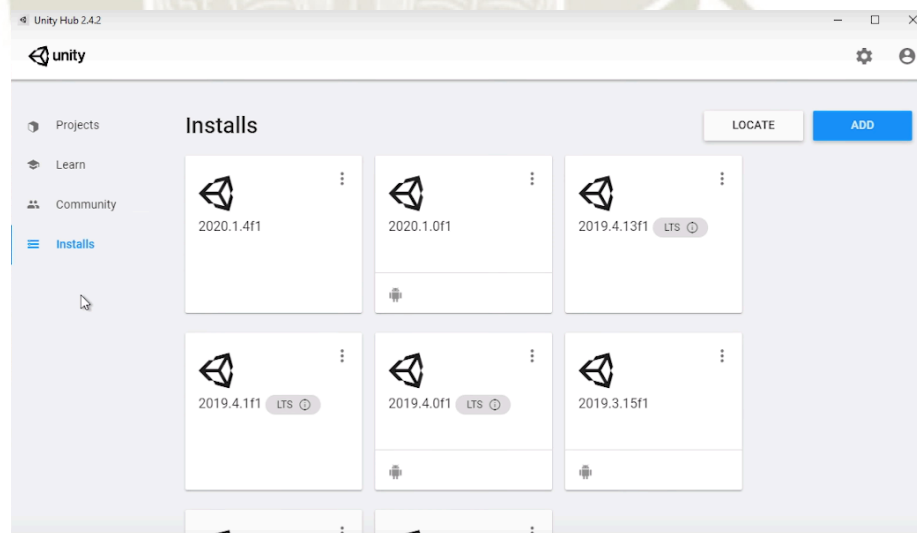 Unity Hub 2.4.2
unity
Projects
Learn
Community
Installs
Installs
LOCATE
ADD
2020.1.4f1
2020.1.0f1
2019.4.13f1 LTS
2019.4.1f1 LTS
2019.4.0f1 LTS
2019.3.15f1